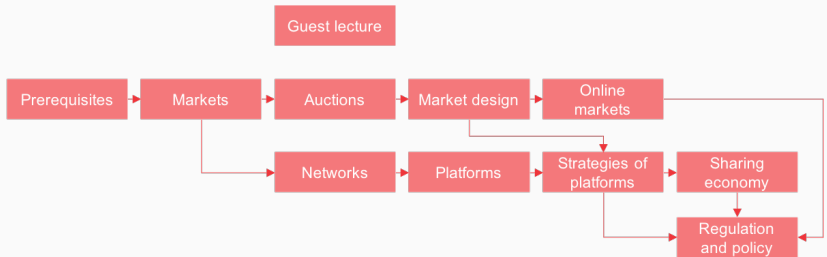 Guest lecture
Prerequisites
Markets
Auctions
Market design
Online
markets
Networks
Platforms
Strategies of
platforms
Sharing
economy
Regulation
and policy